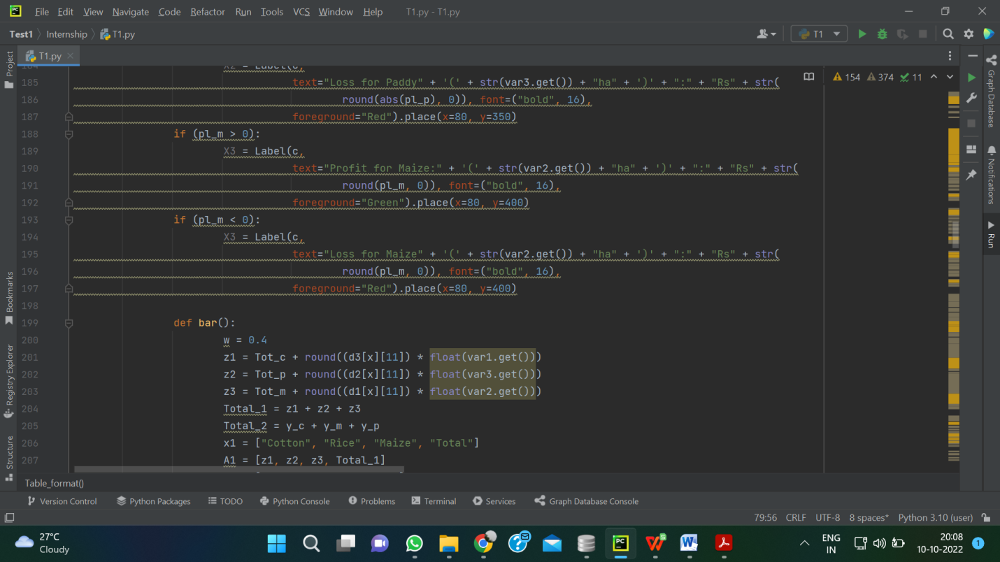 File Edit View Navigate Code Refactor Run Tools VCS Window Help T1.py - T1.py
Test1 Internship T1.py T1
T1.py
Project
Bookmarks
Registry Explorer
Structure
154 374 11
184 X2 = Label(c,
185 text="Loss for Paddy" + '(' + str(var3.get()) + "ha" + ')' + ":" + "Rs" + str(
186 round(abs(pl_p), 0)), font=("bold", 16),
187 foreground="Red").place(x=80, y=350)
188 if (pl_m > 0):
189 X3 = Label(c,
190 text="Profit for Maize:" + '(' + str(var2.get()) + "ha" + ')' + ":" + "Rs" + str(
191 round(pl_m, 0)), font=("bold", 16),
192 foreground="Green").place(x=80, y=400)
193 if (pl_m < 0):
194 X3 = Label(c,
195 text="Loss for Maize" + '(' + str(var2.get()) + "ha" + ')' + ":" + "Rs" + str(
196 round(pl_m, 0)), font=("bold", 16),
197 foreground="Red").place(x=80, y=400)
198
199 def bar():
200 w = 0.4
201 z1 = Tot_c + round((d3[x][11]) * float(var1.get()))
202 z2 = Tot_p + round((d2[x][11]) * float(var3.get()))
203 z3 = Tot_m + round((d1[x][11]) * float(var2.get()))
204 Total_1 = z1 + z2 + z3
205 Total_2 = y_c + y_m + y_p
206 x1 = ["Cotton", "Rice", "Maize", "Total"]
207 A1 = [z1, z2, z3, Total_1]
Graph Database
Notifications
Run
Table_format()
Version Control Python Packages TODO Python Console Problems Terminal Services Graph Database Console
79:56 CRLF UTF-8 8 spaces* Python 3.10 (user)
27°C
Cloudy
ENG
IN
20:08
10-10-2022
1